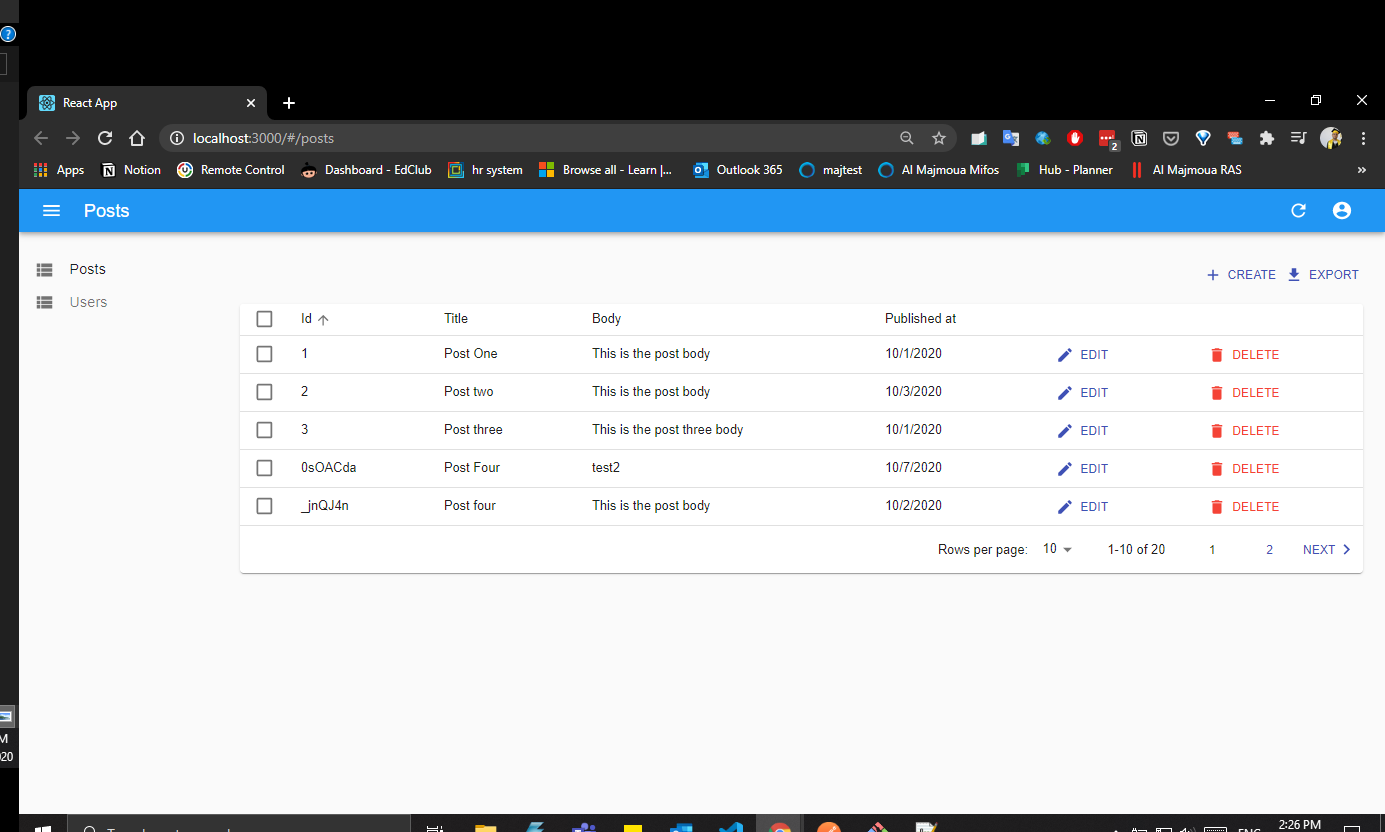 ?
React App
localhost:3000/#/posts
2
Apps Notion Remote Control Dashboard - EdClub hr system Browse all - Learn |... Outlook 365 majtest Al Majmoua Mifos Hub - Planner Al Majmoua RAS »
Posts
Posts
Users
CREATE EXPORT
Id Title Body Published at
1 Post One This is the post body 10/1/2020 EDIT DELETE
2 Post two This is the post body 10/3/2020 EDIT DELETE
3 Post three This is the post three body 10/1/2020 EDIT DELETE
0sOACda Post Four test2 10/7/2020 EDIT DELETE
_jnQJ4n Post four This is the post body 10/2/2020 EDIT DELETE
Rows per page: 10 1-10 of 20 1 2 NEXT
M
020
2:26 PM